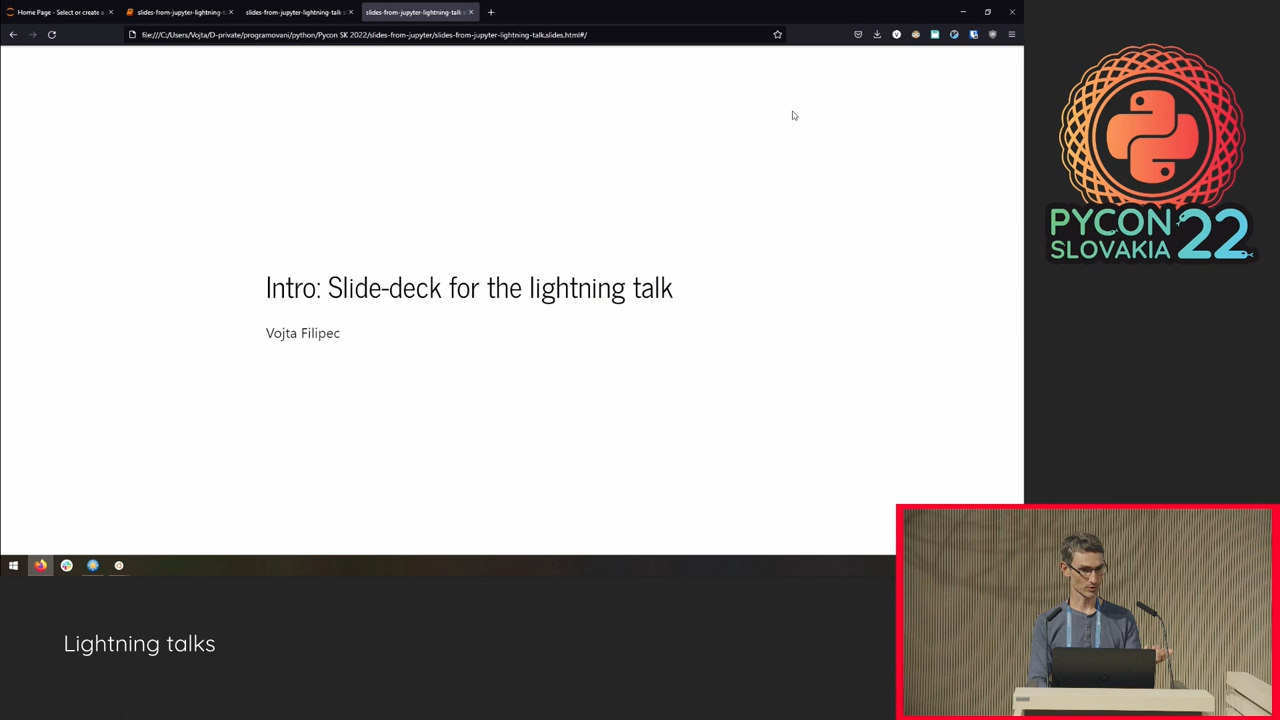 Home Page - Select or create a
slides-from-jupyter-lightning-t
slides-from-jupyter-lightning-talk s
slides-from-jupyter-lightning-talk s
file:///C:/Users/Vojta/D-private/programovani/python/Pycon SK 2022/slides-from-jupyter/slides-from-jupyter-lightning-talk.slides.html#/
Intro: Slide-deck for the lightning talk
Vojta Filipec
PYCON 22
SLOVAKIA
Lightning talks